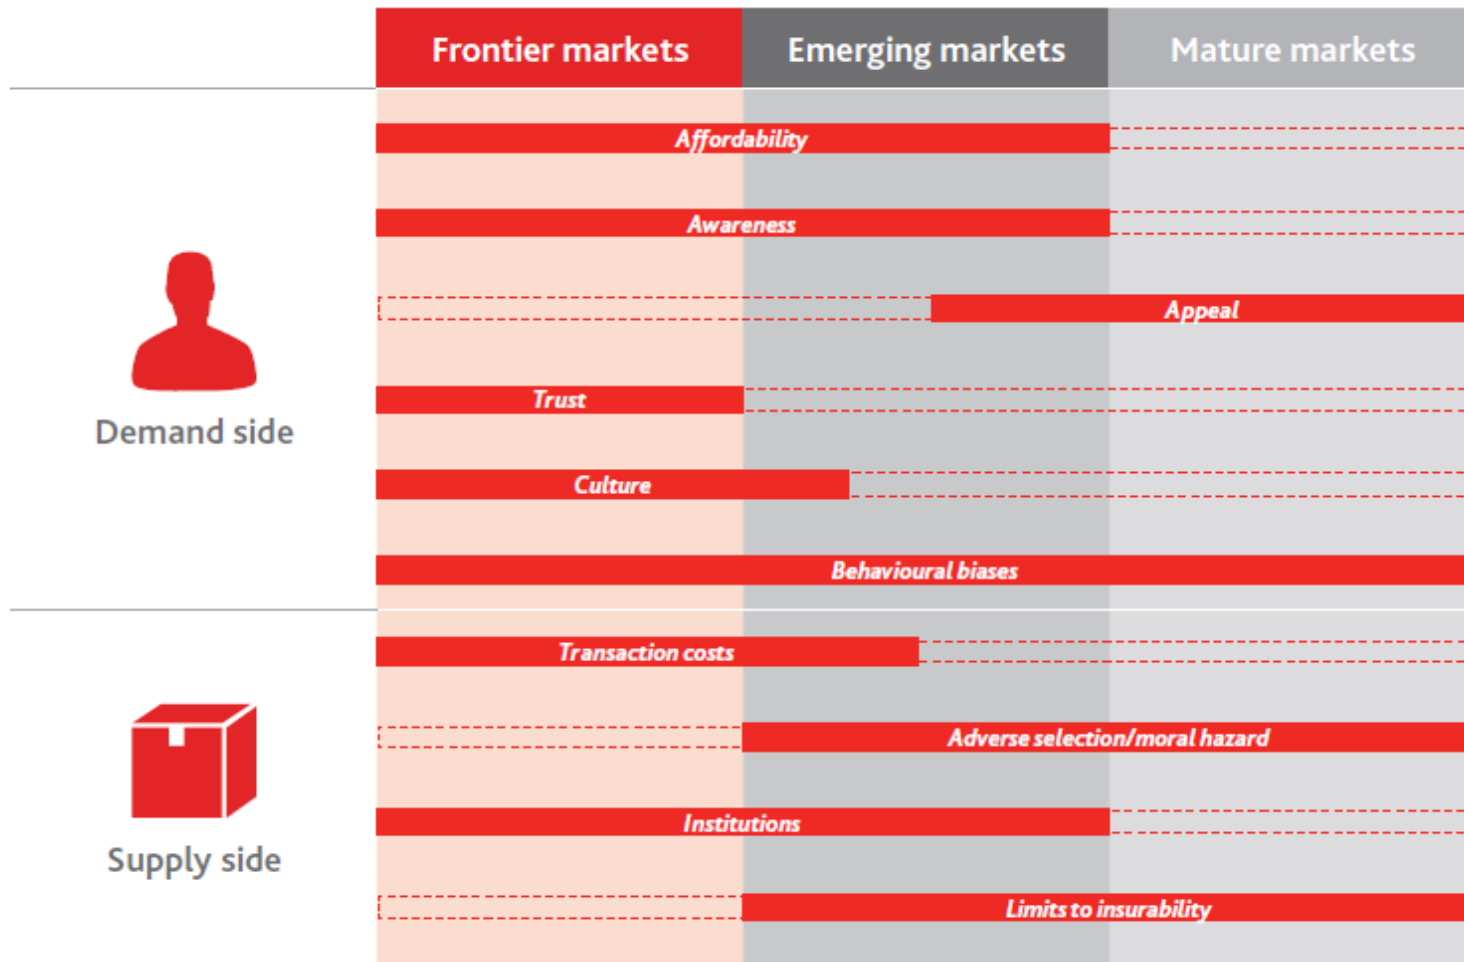 Frontier markets
Emerging markets
Mature markets
Affordability
Awareness
Appeal
Trust
Demand side
Culture
Behavioural biases
Transaction costs
Adverse selection/moral hazard
Institutions
Supply side
Limits to insurability